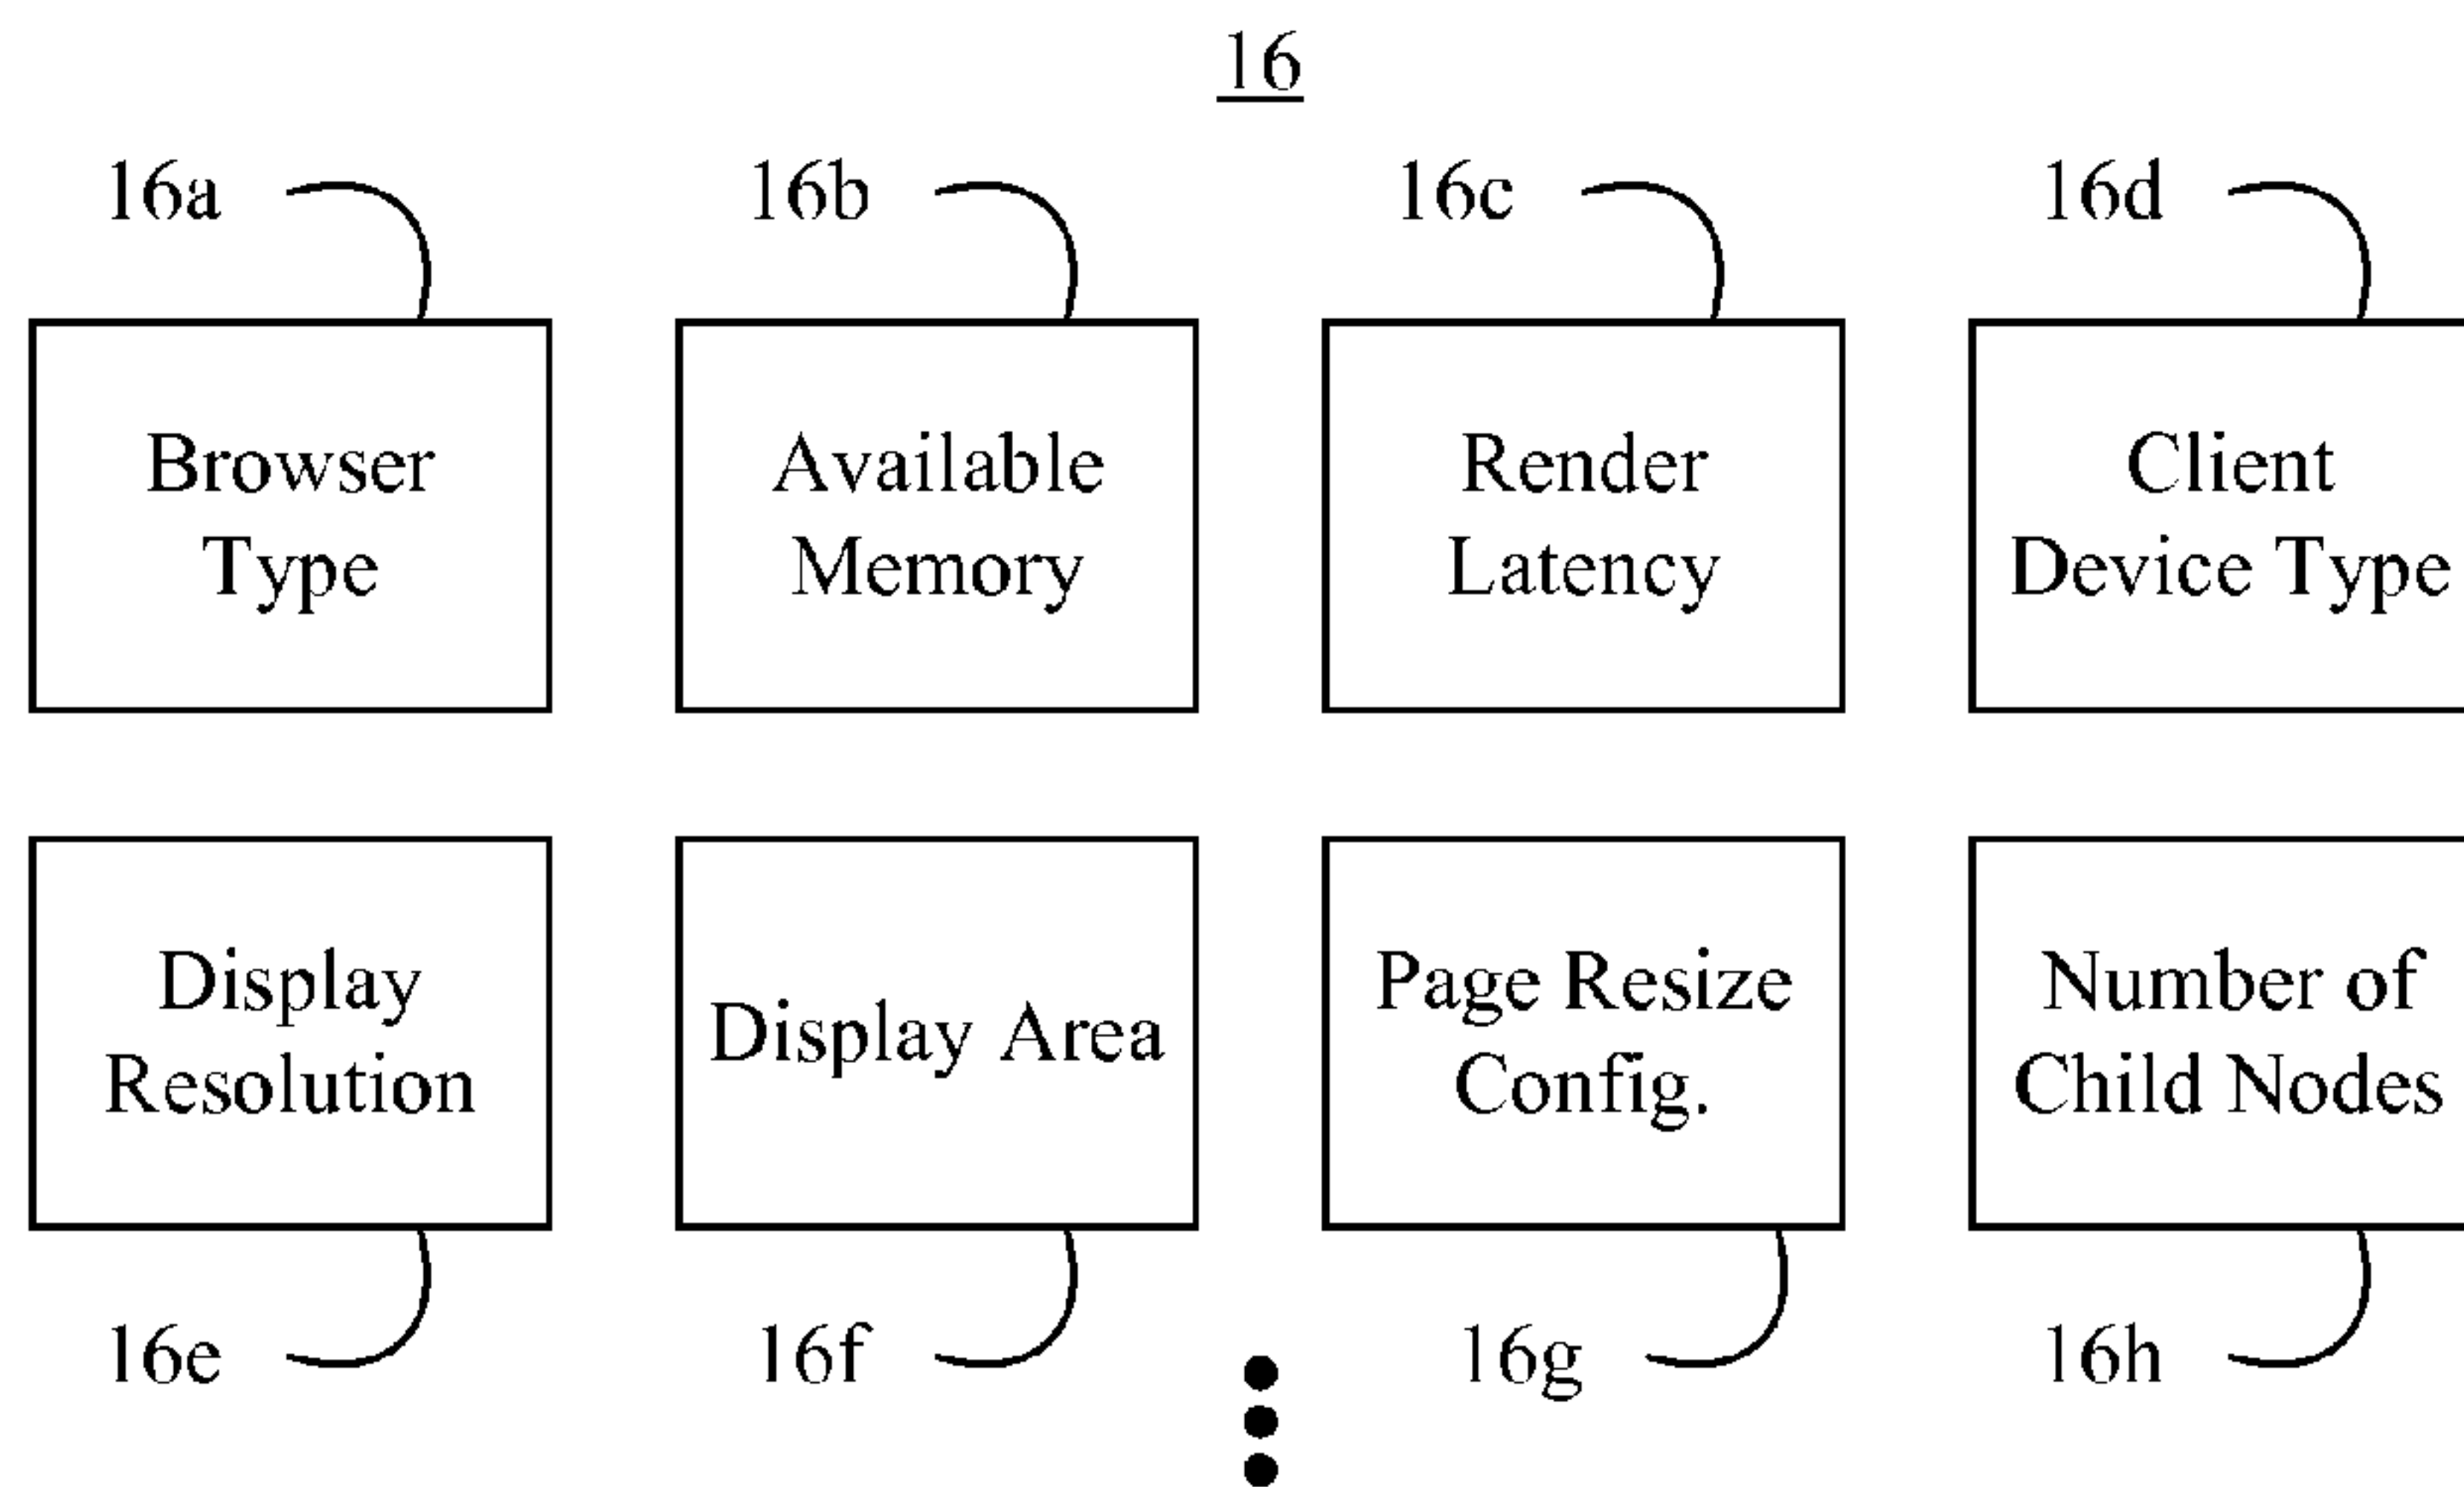 16
16a
16b
16c
16d
Browser
Type
Available
Memory
Render
Latency
Client
Device Type
Display
Resolution
Display Area
Page Resize
Config.
Number of
Child Nodes
16e
16f
16g
16h